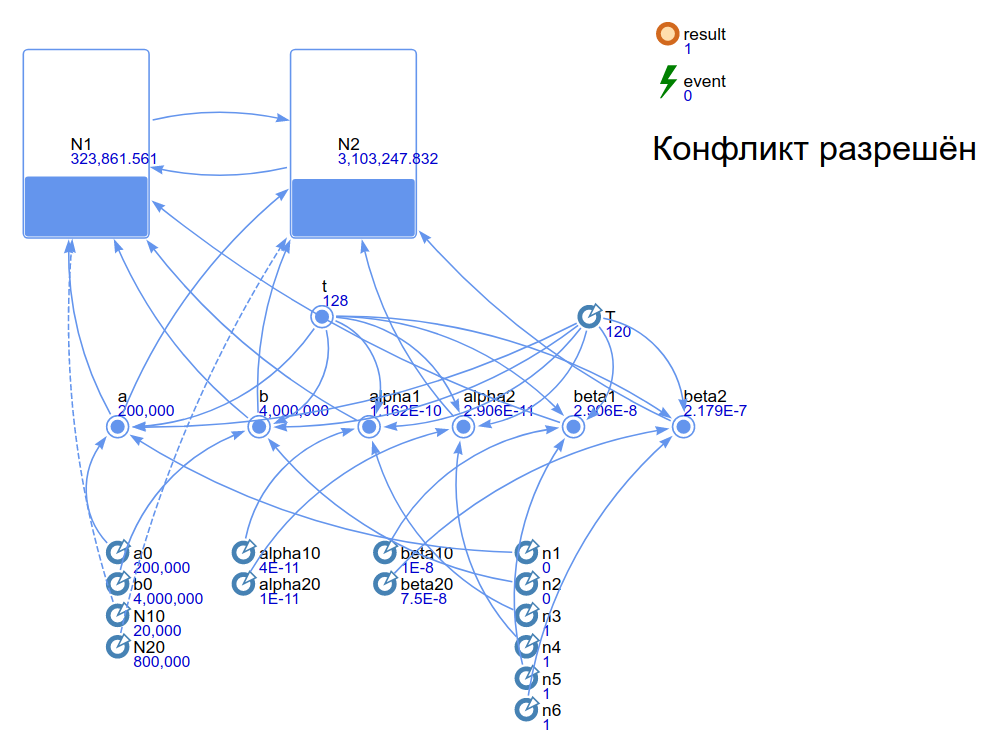 result
1
event
0
Конфликт разрешён
N1
323,861.561
N2
3,103,247.832
t
128
T
120
a
200,000
b
4,000,000
alpha1
1.162E-10
alpha2
2.906E-11
beta1
2.906E-8
beta2
2.179E-7
a0
200,000
b0
4,000,000
N10
20,000
N20
800,000
alpha10
4E-11
alpha20
1E-11
beta10
1E-8
beta20
7.5E-8
n1
0
n2
0
n3
1
n4
1
n5
1
n6
1